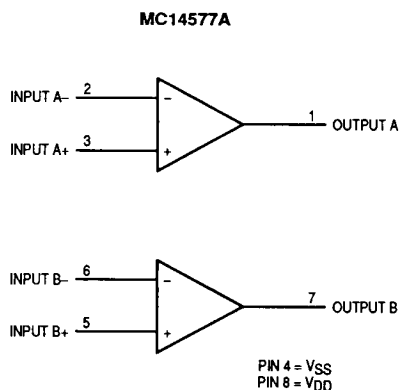 MC14577A
INPUT A– 2 – 1 OUTPUT A
INPUT A+ 3 +
INPUT B– 6 – 7 OUTPUT B
INPUT B+ 5 +
PIN 4 = VSS
PIN 8 = VDD